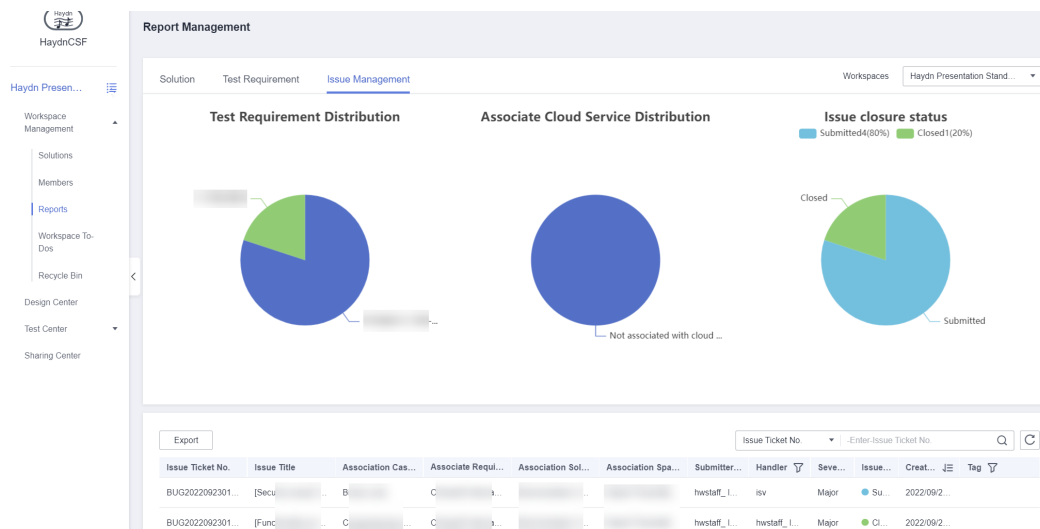 Haydn
HaydnCSF
Haydn Presen...
Workspace
Management
Solutions
Members
Reports
Workspace To-
Dos
Recycle Bin
Design Center
Test Center
Sharing Center
Report Management
Solution Test Requirement Issue Management Workspaces Haydn Presentation Stand...
Test Requirement Distribution
Associate Cloud Service Distribution
Not associated with cloud ...
Issue closure status
Submitted4(80%) Closed1(20%)
Closed
Submitted
Export Issue Ticket No. -Enter-Issue Ticket No.
Issue Ticket No. Issue Title Association Cas... Associate Requi... Association Sol... Association Spa... Submitter... Handler Seve... Issue... Creat... Tag
BUG2022092301... [Secu ... B C a... ... hwstaff_ l... isv Major Su... 2022/09/2...
BUG2022092301... [Func ... C ... C a... ... hwstaff_ l... hwstaff_ l... Major Cl... 2022/09/2...